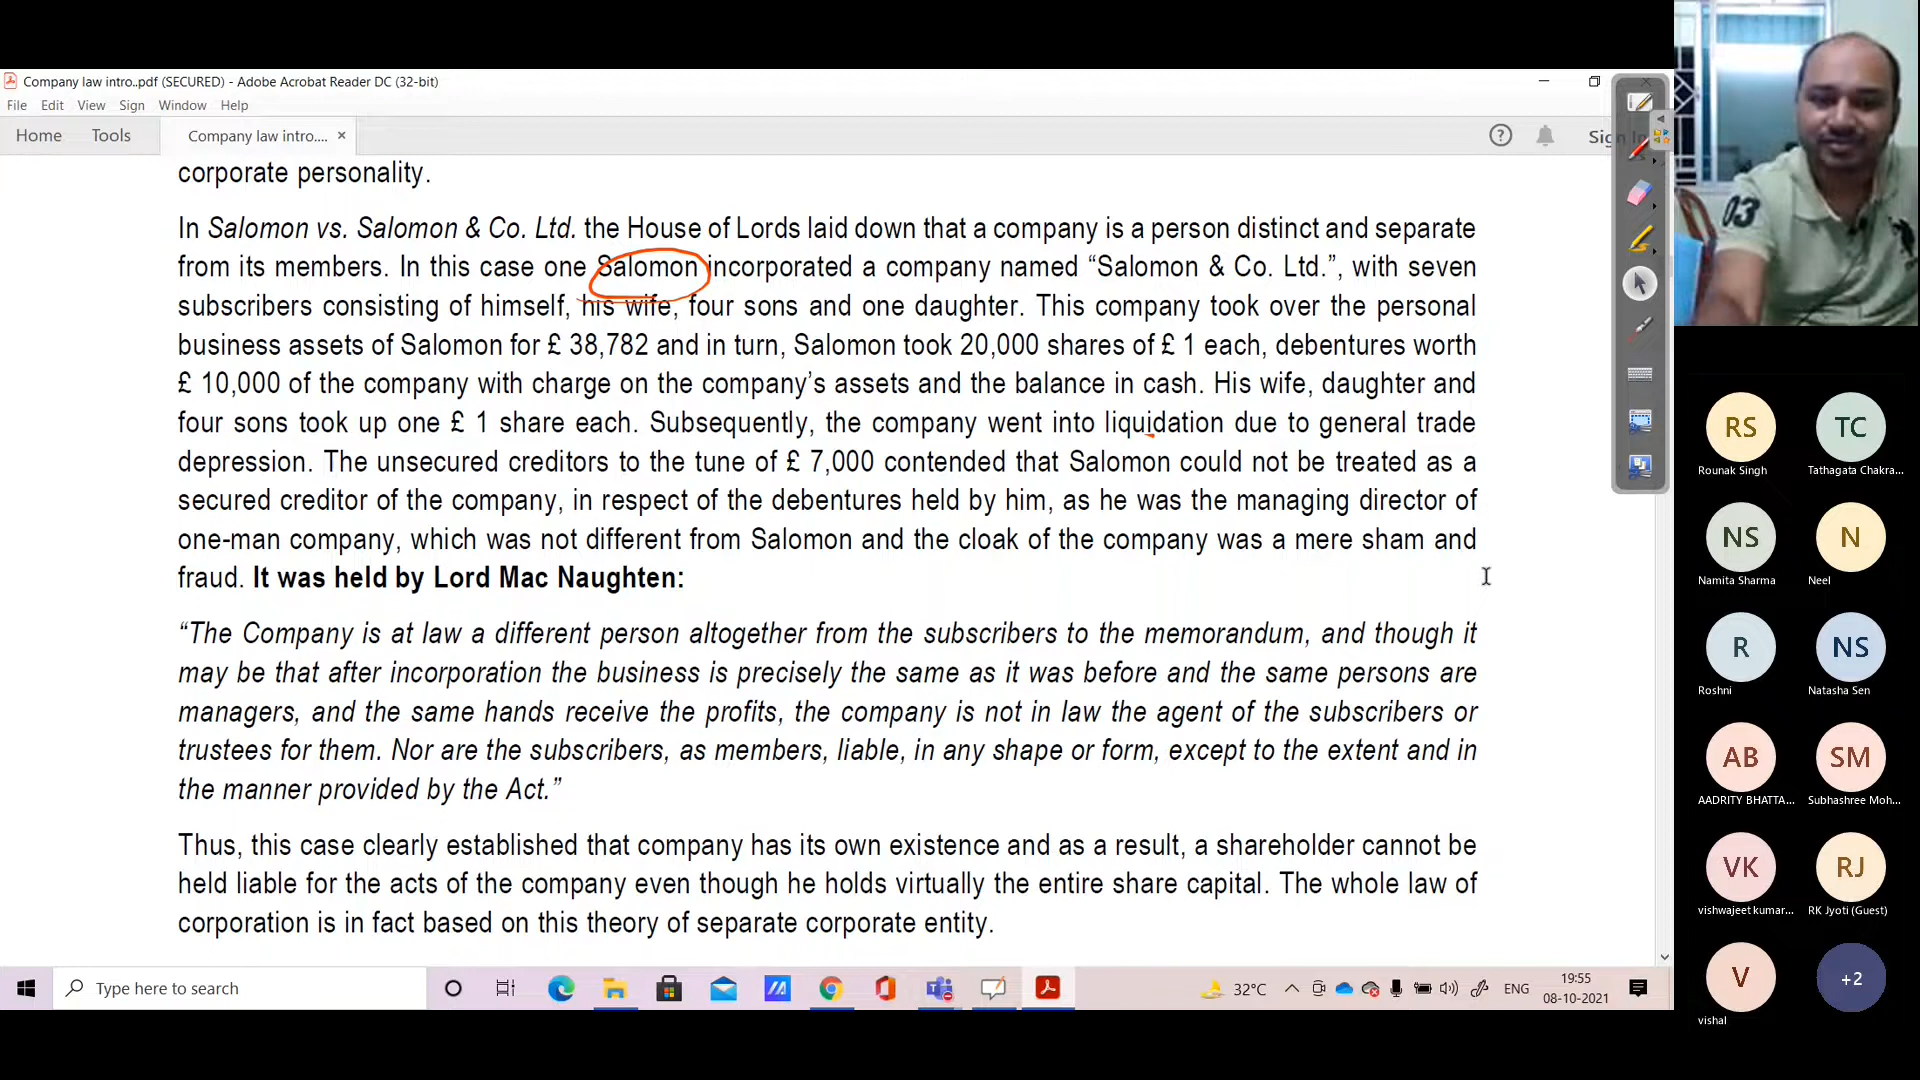 Company law intro..pdf (SECURED) - Adobe Acrobat Reader DC (32-bit)
File Edit View Sign Window Help
Home Tools Company law intro.... × Sign In
corporate personality.
In Salomon vs. Salomon & Co. Ltd. the House of Lords laid down that a company is a person distinct and separate
from its members. In this case one Salomon incorporated a company named “Salomon & Co. Ltd.”, with seven
subscribers consisting of himself, his wife, four sons and one daughter. This company took over the personal
business assets of Salomon for £ 38,782 and in turn, Salomon took 20,000 shares of £ 1 each, debentures worth
£ 10,000 of the company with charge on the company’s assets and the balance in cash. His wife, daughter and
four sons took up one £ 1 share each. Subsequently, the company went into liquidation due to general trade
depression. The unsecured creditors to the tune of £ 7,000 contended that Salomon could not be treated as a
secured creditor of the company, in respect of the debentures held by him, as he was the managing director of
one-man company, which was not different from Salomon and the cloak of the company was a mere sham and
fraud. It was held by Lord Mac Naughten:
“The Company is at law a different person altogether from the subscribers to the memorandum, and though it
may be that after incorporation the business is precisely the same as it was before and the same persons are
managers, and the same hands receive the profits, the company is not in law the agent of the subscribers or
trustees for them. Nor are the subscribers, as members, liable, in any shape or form, except to the extent and in
the manner provided by the Act.”
Thus, this case clearly established that company has its own existence and as a result, a shareholder cannot be
held liable for the acts of the company even though he holds virtually the entire share capital. The whole law of
corporation is in fact based on this theory of separate corporate entity.
Type here to search
32°C
ENG
19:55
08-10-2021
03
RS TC
Rounak Singh Tathagata Chakra...
NS N
Namita Sharma Neel
R NS
Roshni Natasha Sen
AB SM
AADRITY BHATTA... Subhashree Moh...
VK RJ
vishwajeet kumar... RK Jyoti (Guest)
V +2
vishal